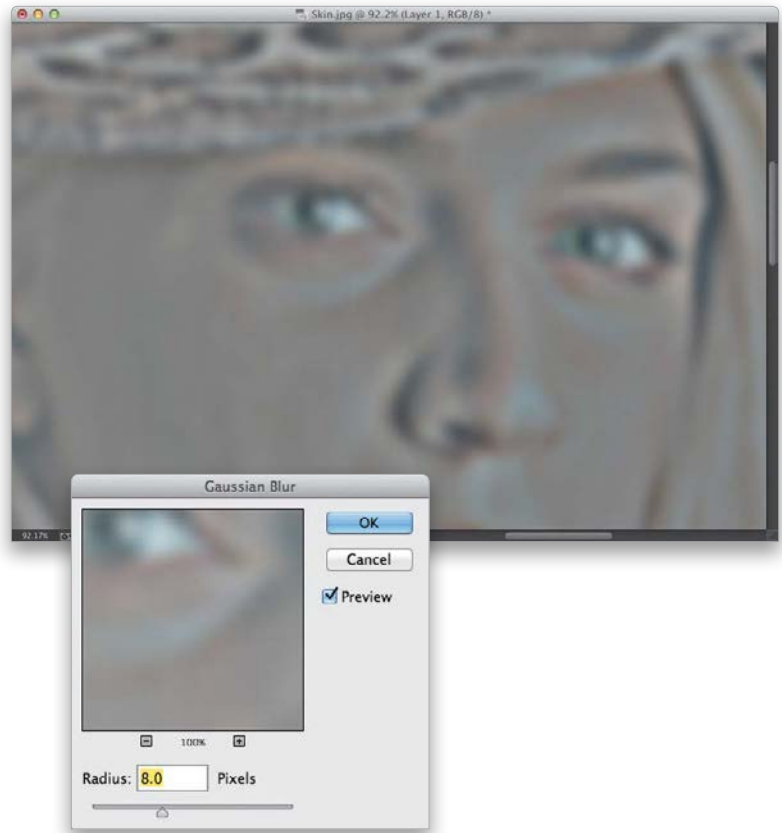 Skin.jpg @ 92.2% (Layer 1, RGB/8) *
92.17%
Gaussian Blur
OK
Cancel
Preview
100%
Radius: 8.0 Pixels